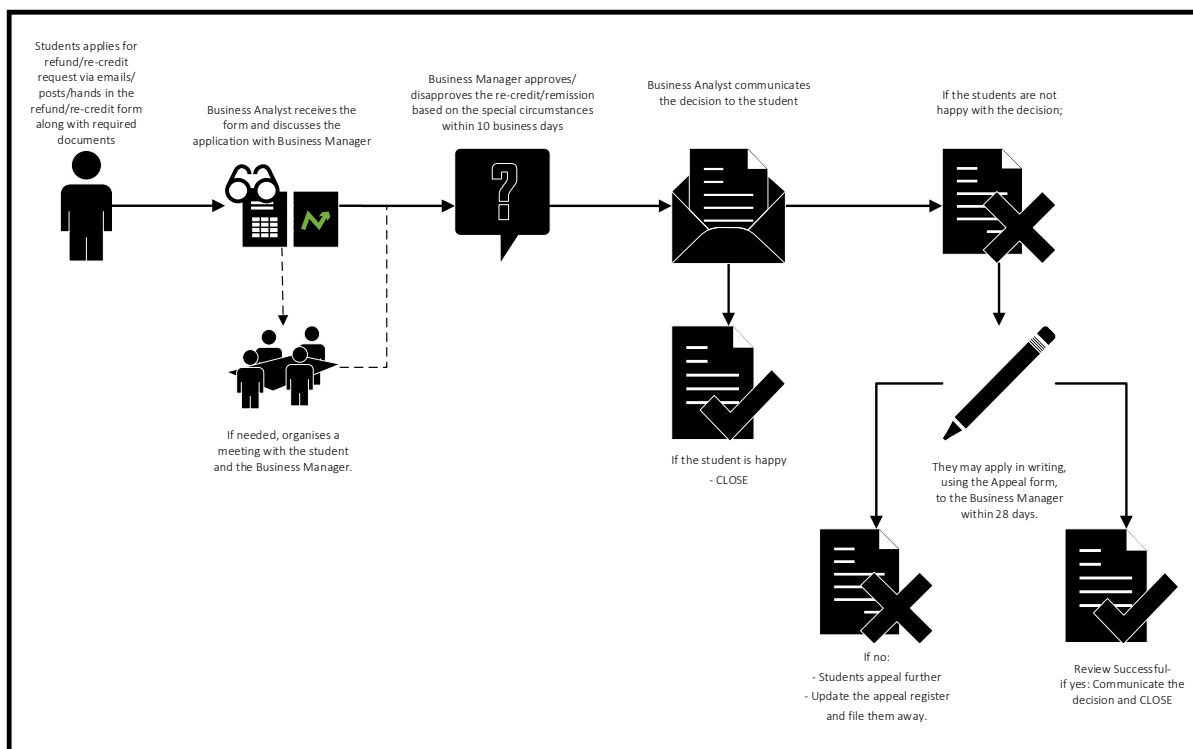 Students applies for
refund/re-credit
request via emails/
posts/hands in the
refund/re-credit form
along with required
documents
Business Analyst receives the
form and discusses the
application with Business Manager
Business Manager approves/
disapproves the re-credit/remission
based on the special circumstances
within 10 business days
Business Analyst communicates
the decision to the student
If the students are not
happy with the decision;
?
If needed, organises a
meeting with the student
and the Business Manager.
If the student is happy
- CLOSE
They may apply in writing,
using the Appeal form,
to the Business Manager
within 28 days.
If no:
- Students appeal further
- Update the appeal register
and file them away.
Review Successful-
if yes: Communicate the
decision and CLOSE